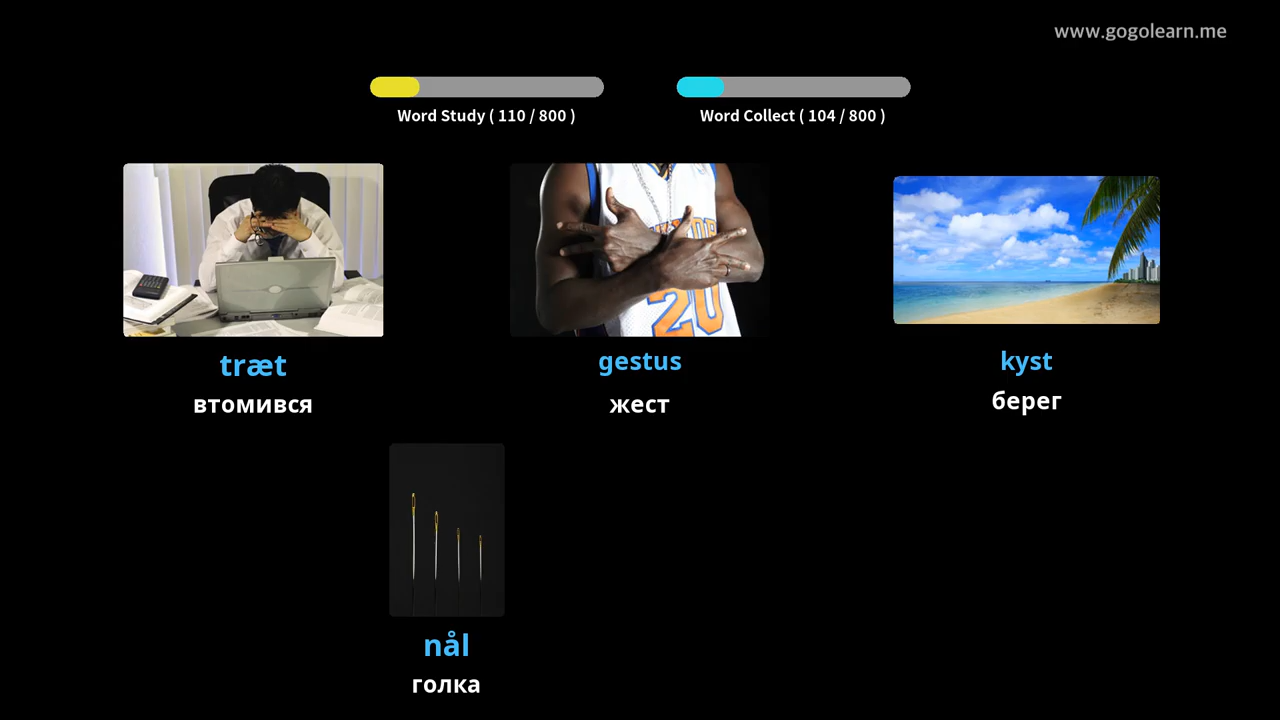 www.gogolearn.me
Word Study ( 110 / 800 )
Word Collect ( 104 / 800 )
træt
втомився
gestus
жест
kyst
берег
20
nål
голка